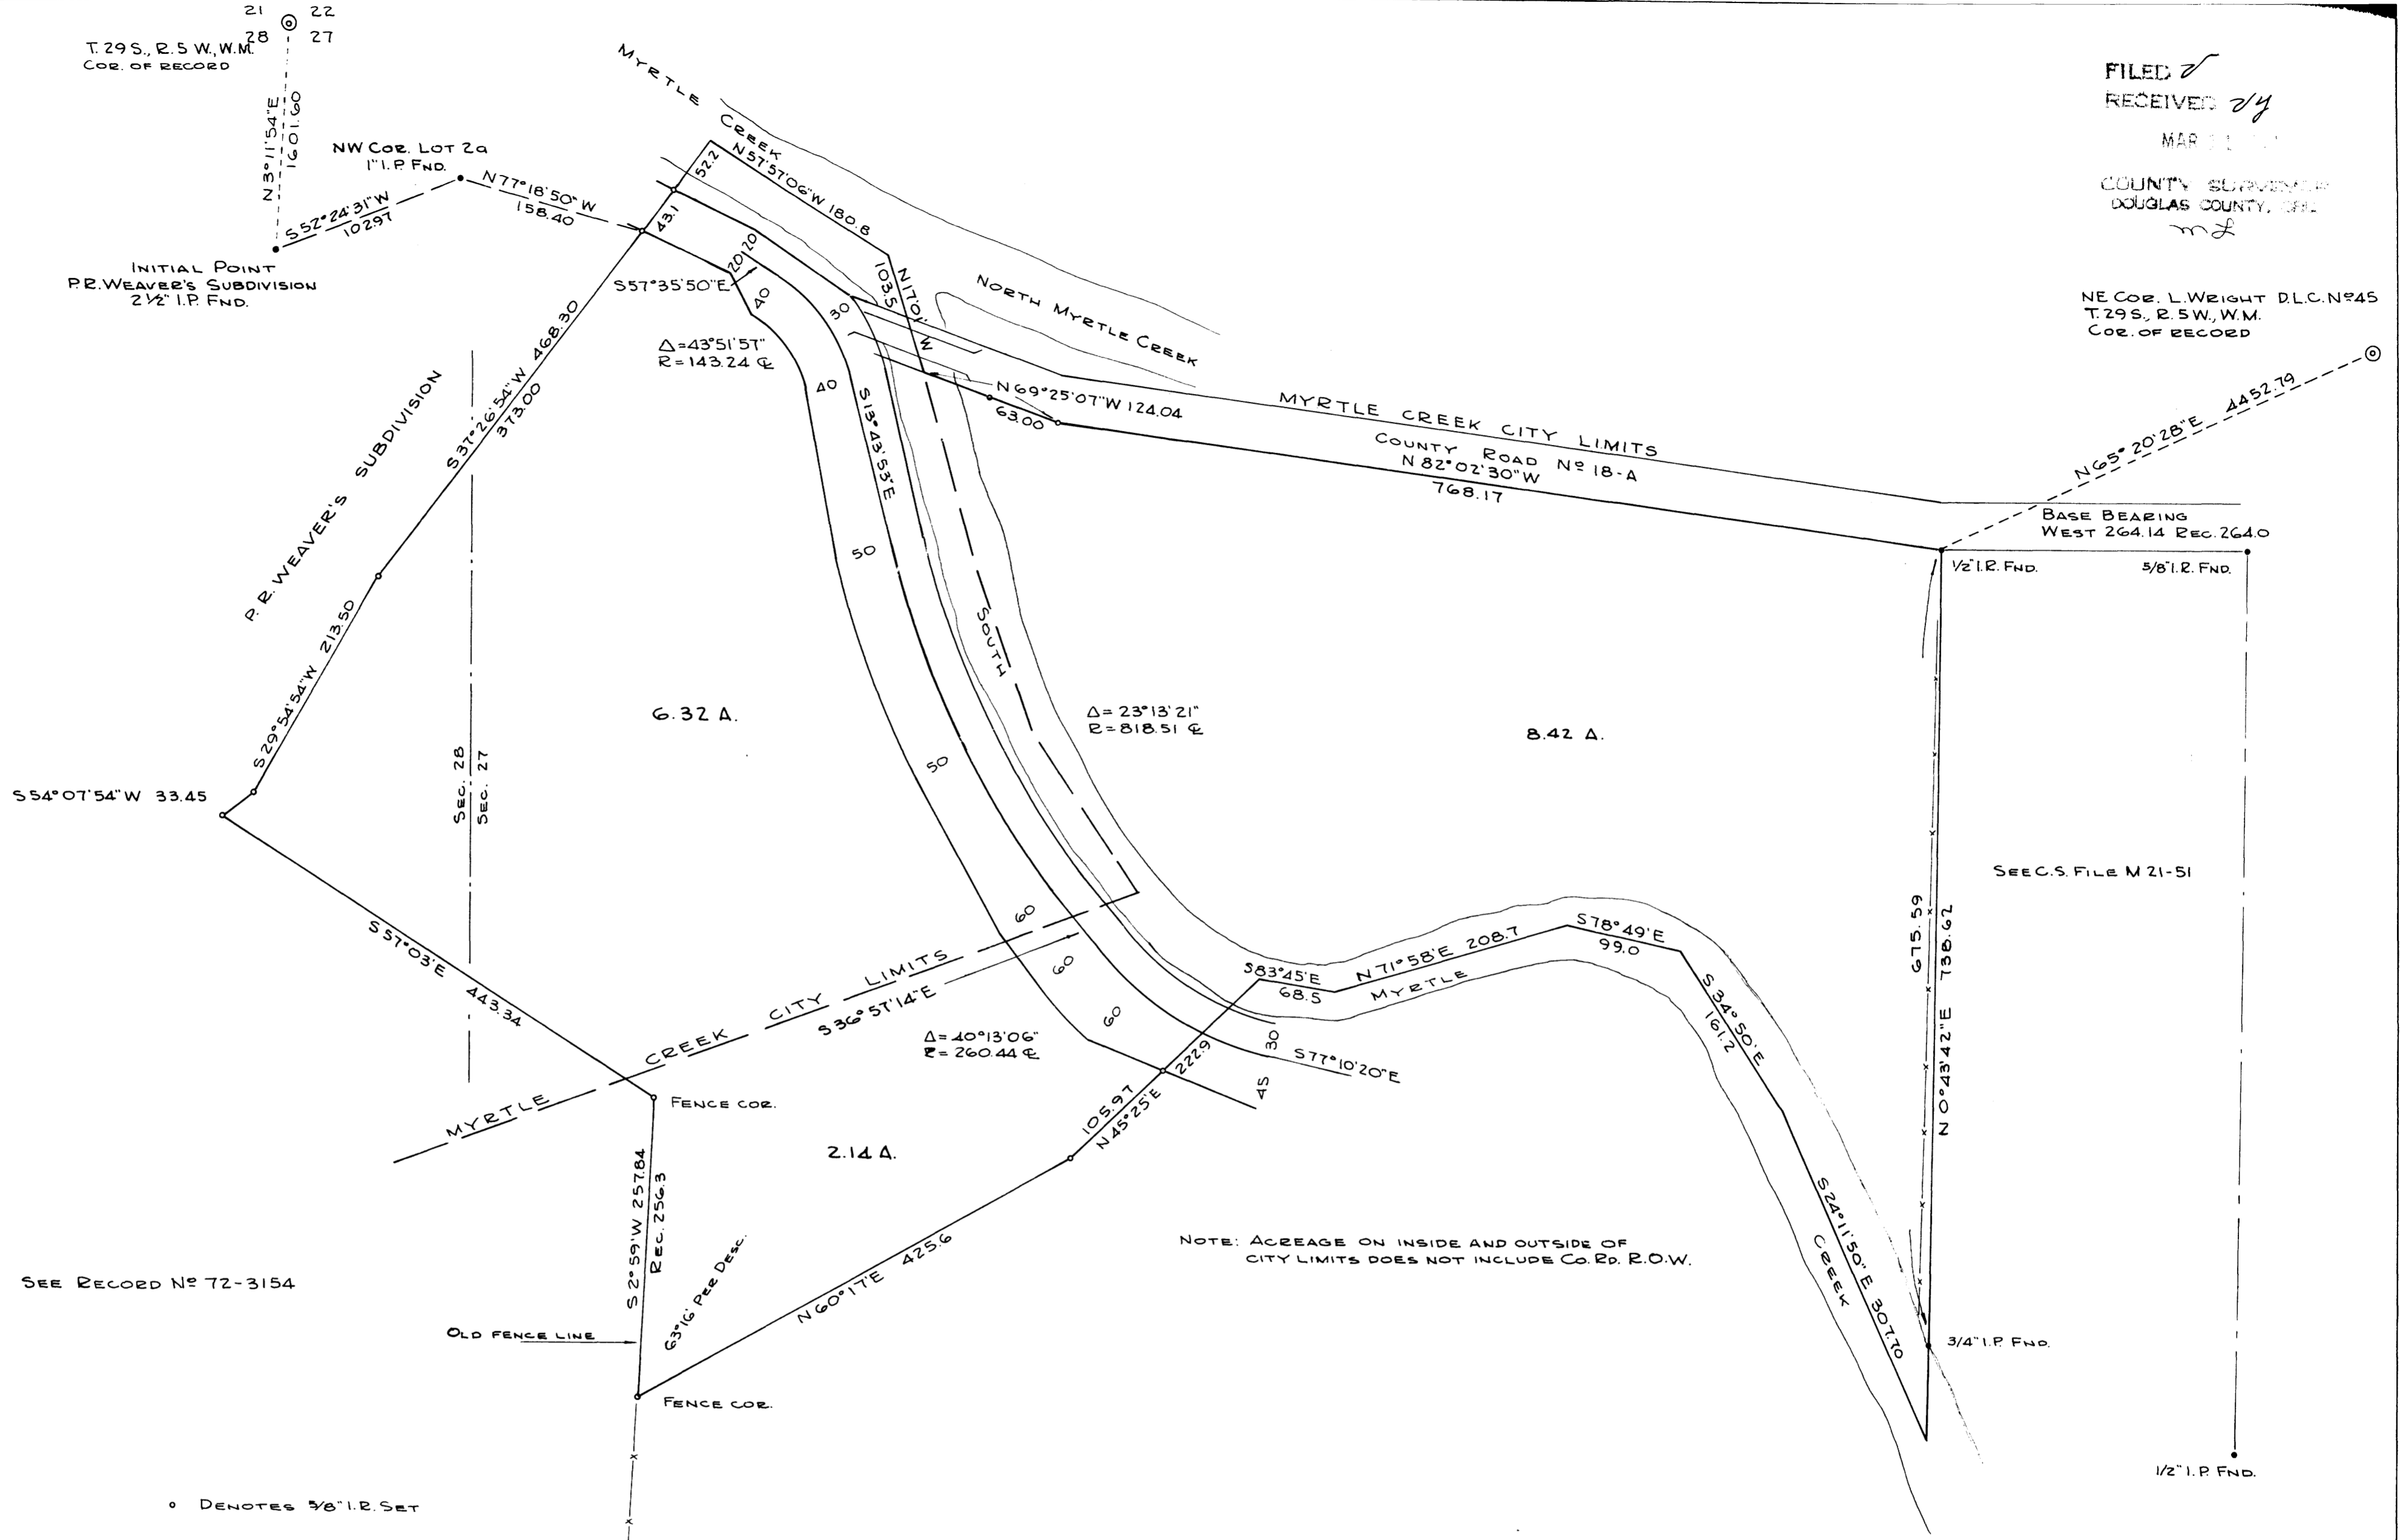 21 22
28 27
T. 29 S., R. 5 W., W.M.
COR. OF RECORD
N 3°11'54"E
1601.60
NW COR. LOT 2a
1" I.P. FND.
S 52°24'31"W
102.97
N 77°18'50"W
158.40
INITIAL POINT
P.R. WEAVER'S SUBDIVISION
2½" I.P. FND.
MYRTLE
CREEK
52.2
43.1
N 57°57'06"W 180.8
N 17°01' W
103.5
20 20
S 57°35'50"E
40
30
40
Δ=43°51'57"
R=143.24 ℄
S 13°43'53"E
NORTH MYRTLE CREEK
N 69°25'07"W 124.04
63.00
MYRTLE CREEK CITY LIMITS
COUNTY ROAD Nº 18-A
N 82°02'30"W
768.17
FILED
RECEIVED
MAR
COUNTY SURVEYOR
DOUGLAS COUNTY, ORE.
NE COR. L. WRIGHT D.L.C. Nº 45
T. 29 S., R. 5 W., W.M.
COR. OF RECORD
N 65°20'28"E 4452.79
BASE BEARING
WEST 264.14 REC. 264.0
½" I.R. FND.
5/8" I.R. FND.
S 37°26'54"W 468.30
373.00
P. R. WEAVER'S SUBDIVISION
S 29°54'54"W 213.50
S 54°07'54"W 33.45
SEC. 28
SEC. 27
6.32 A.
50
50
SOUTH
Δ= 23°13'21"
R=818.51 ℄
8.42 A.
SEE C.S. FILE M 21-51
675.59
N 0°43'42"E 738.62
S 57°03'E 443.34
60
60
60
MYRTLE CREEK CITY LIMITS
S 36°57'14"E
Δ= 40°13'06"
R= 260.44 ℄
S 83°45'E
68.5
N 71°58'E 208.7
MYRTLE
S 78°49'E
99.0
S 34°50'E
161.2
S 24°11'50"E 307.70
CREEK
222.9
30
S 77°10'20"E
45
105.97
N 45°25'E
FENCE COR.
2.14 A.
S 2°59'W 257.84
REC. 256.3
63°16' PER DESC.
N 60°17'E 425.6
NOTE: ACREAGE ON INSIDE AND OUTSIDE OF
CITY LIMITS DOES NOT INCLUDE CO. RD. R.O.W.
SEE RECORD Nº 72-3154
OLD FENCE LINE
FENCE COR.
3/4" I.P. FND.
1/2" I.P. FND.
DENOTES 5/8" I.R. SET